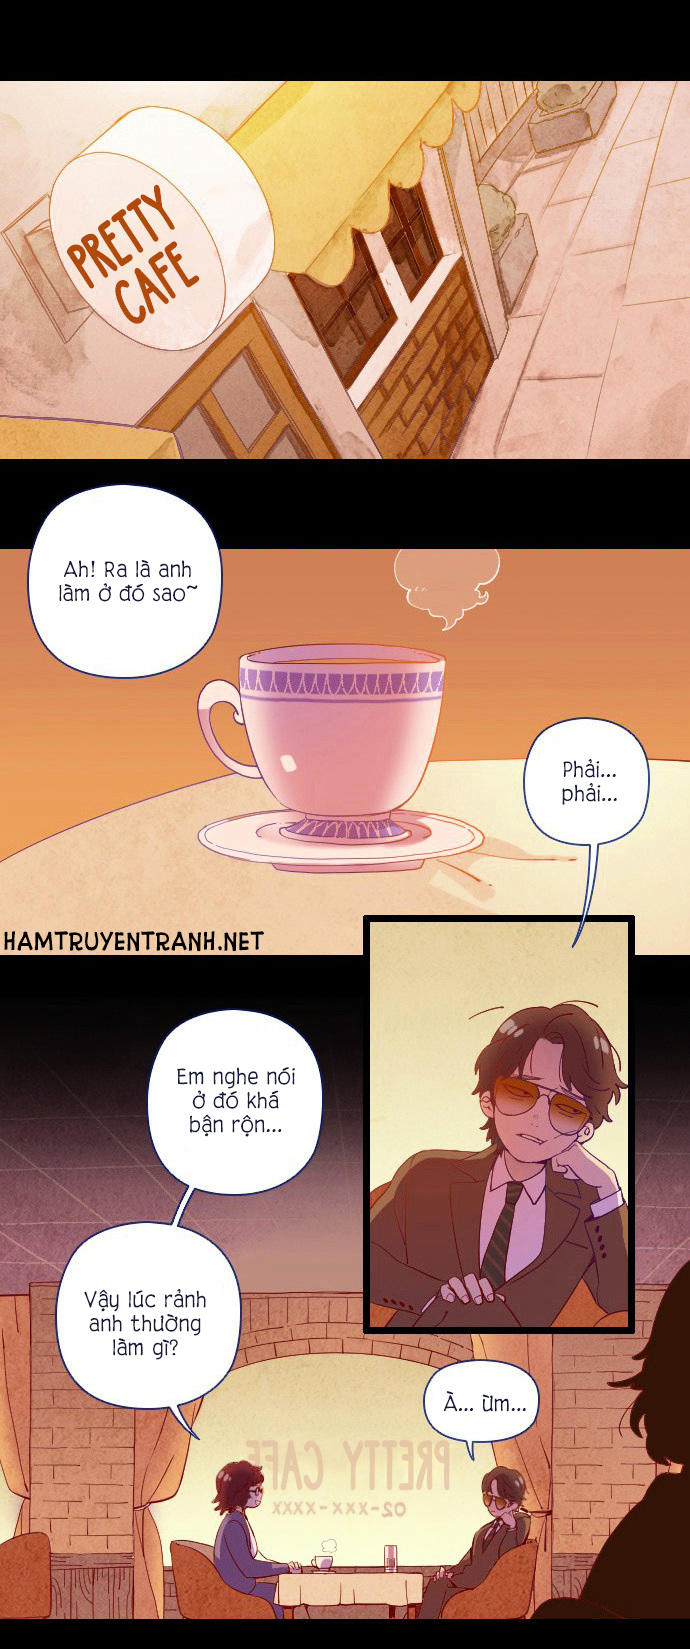 PRETTY
CAFE
Ah! Ra là anh
làm ở đó sao~
Phải...
phải...
HAMTRUYENTRANH.NET
Em nghe nói
ở đó khá
bận rộn...
Vậy lúc rảnh
anh thường
làm gì?
À... ừm...
PRETTY CAFE
02-xxx-xxxx